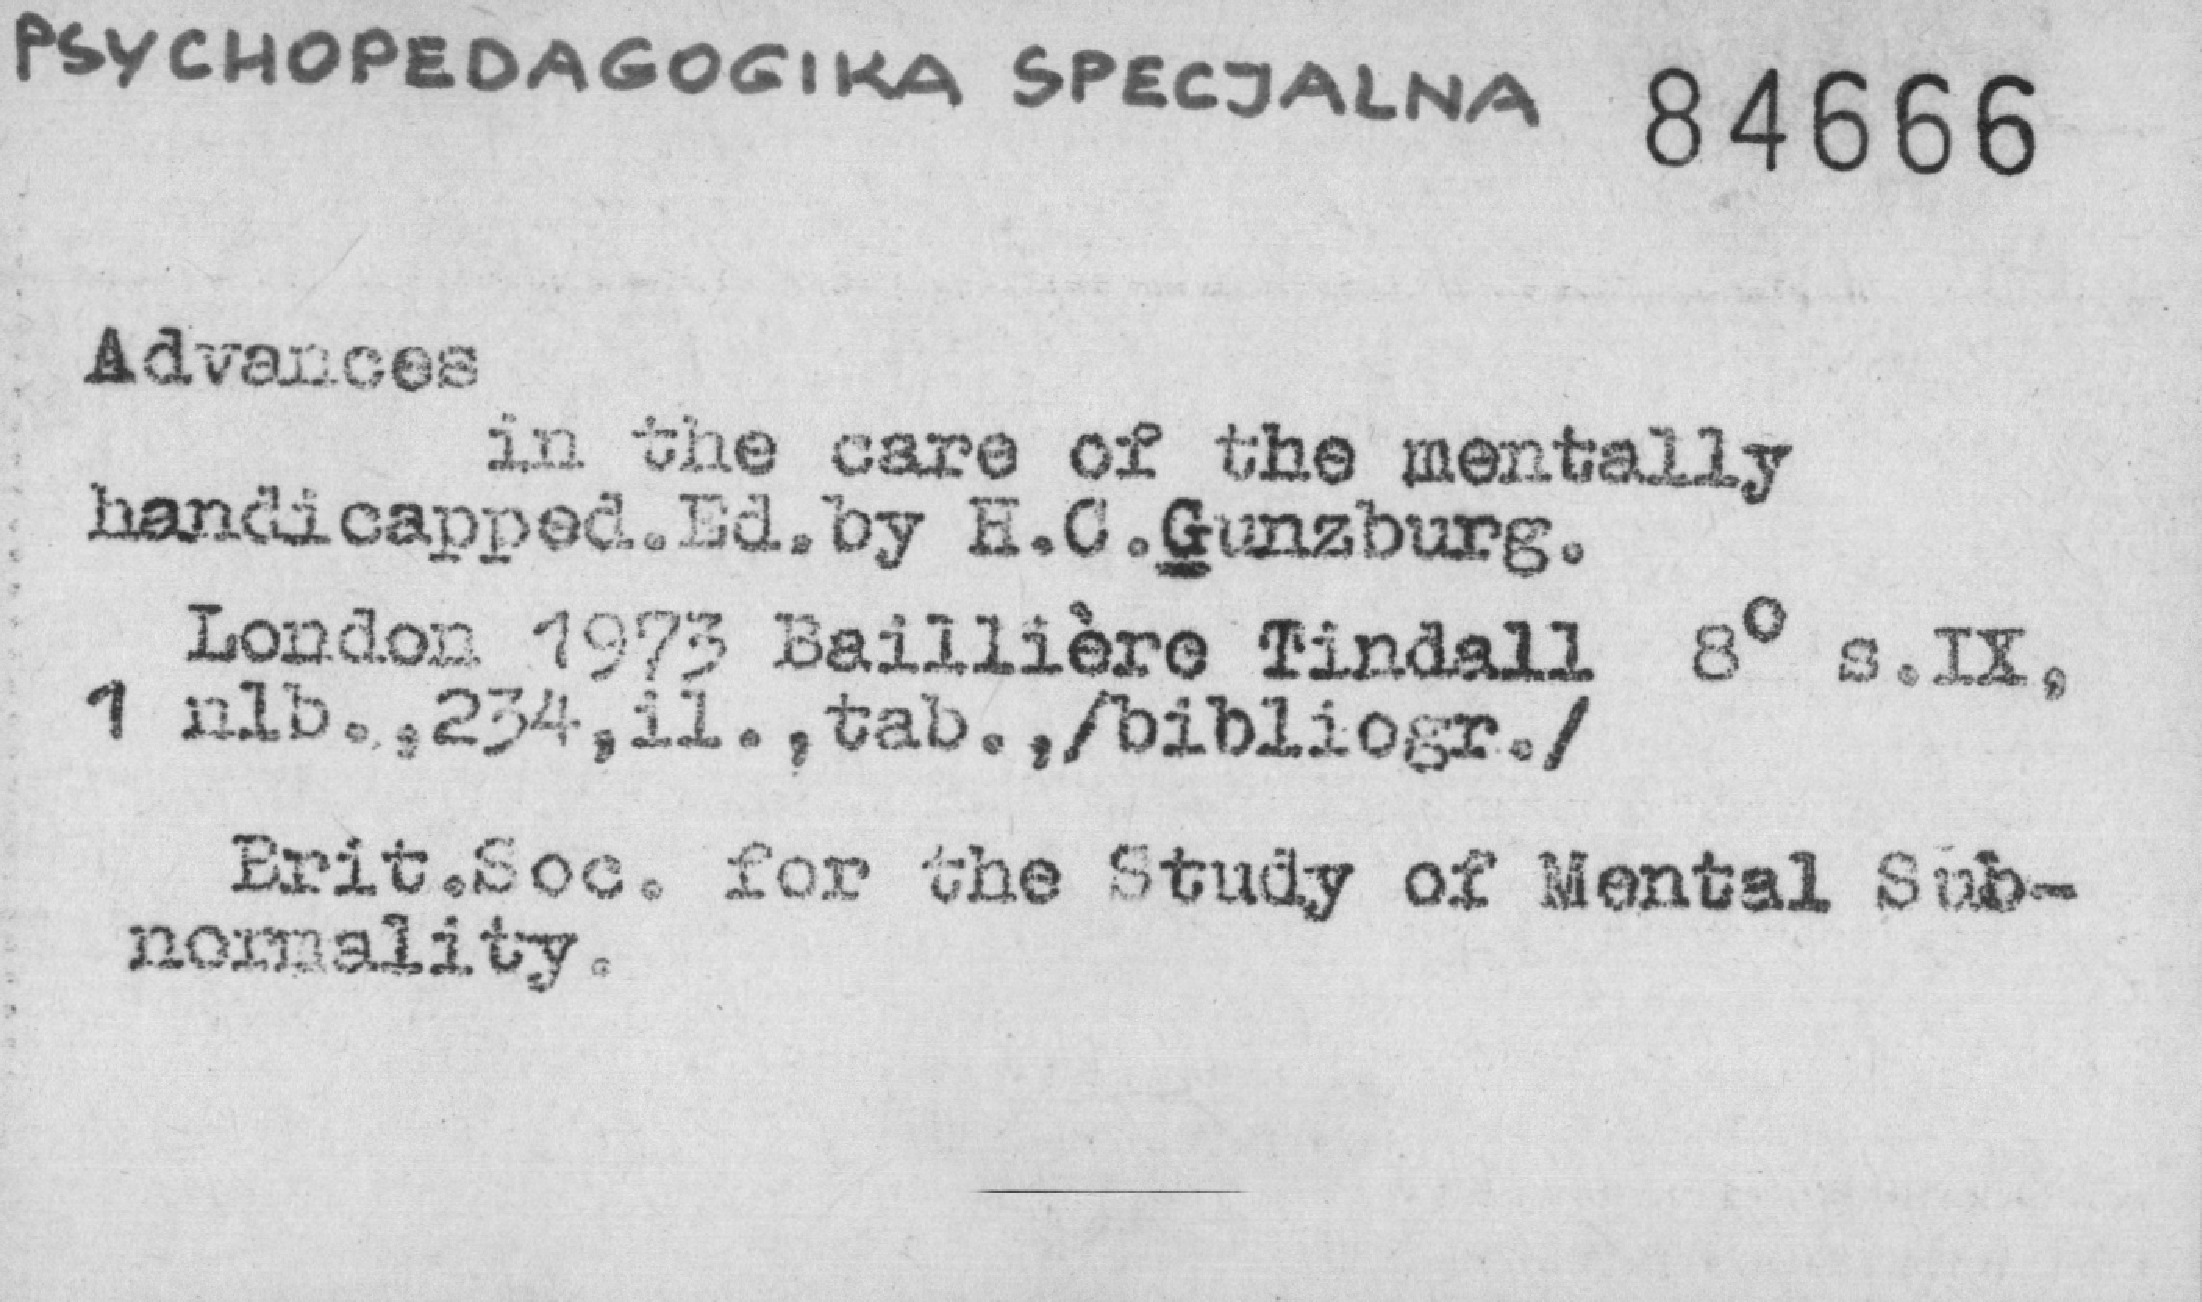 PSYCHOPEDAGOGIKA SPECJALNA 84666
Advances
in the care of the mentally
handicapped.Ed.by H.C.Gunzburg.
London 1973 Baillière Tindall 8° s.IX,
1 nlb.,234,il.,tab.,/bibliogr./
Brit.Soc. for the Study of Mental Sub-
normality.